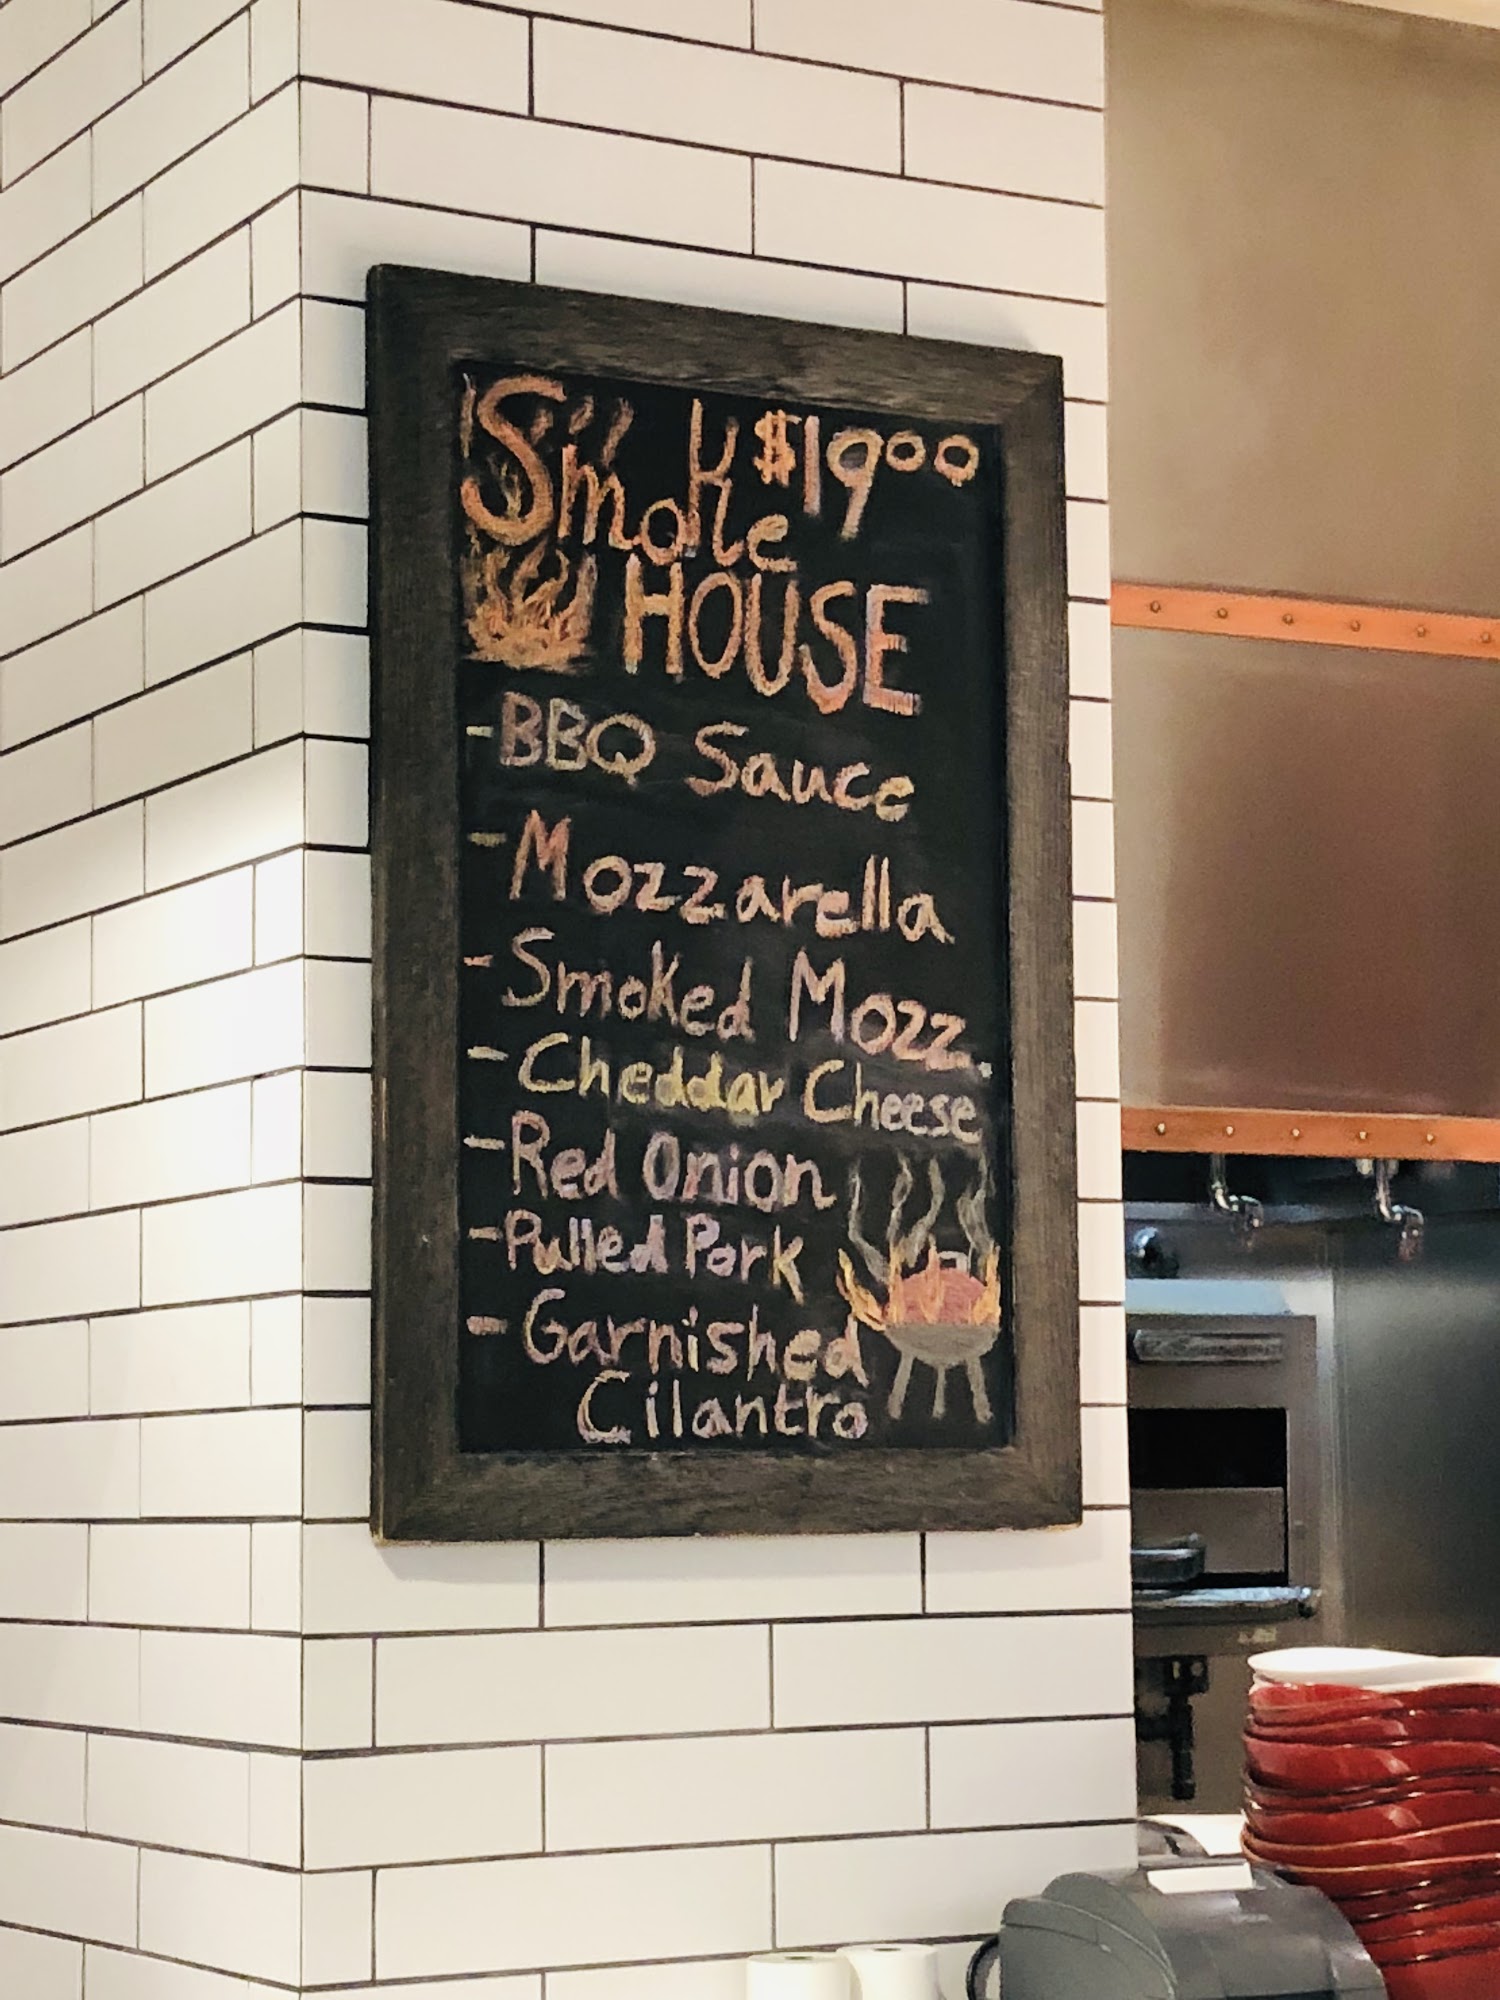 Smoke $19.00
HOUSE
- BBQ Sauce
- Mozzarella
- Smoked Mozz.
- Cheddar Cheese
- Red Onion
- Pulled Pork
- Garnished
Cilantro